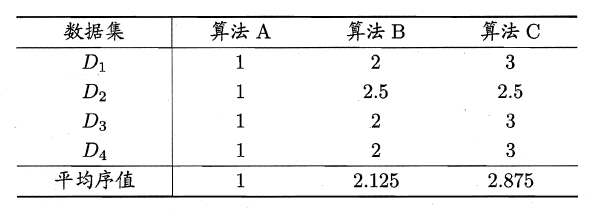 数据集 算法 A 算法 B 算法 C
D₁ 1 2 3
D₂ 1 2.5 2.5
D₃ 1 2 3
D₄ 1 2 3
平均序值 1 2.125 2.875